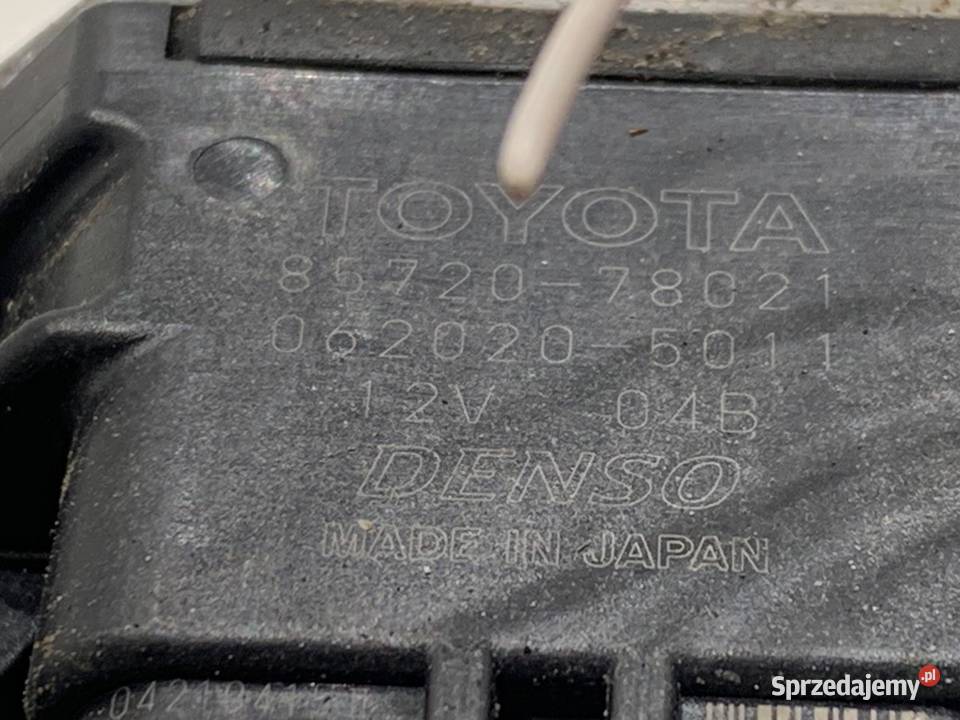 TOYOTA
85720-78021
062020-5011
12V 04B
DENSO
MADE IN JAPAN
Sprzedajemy.pl